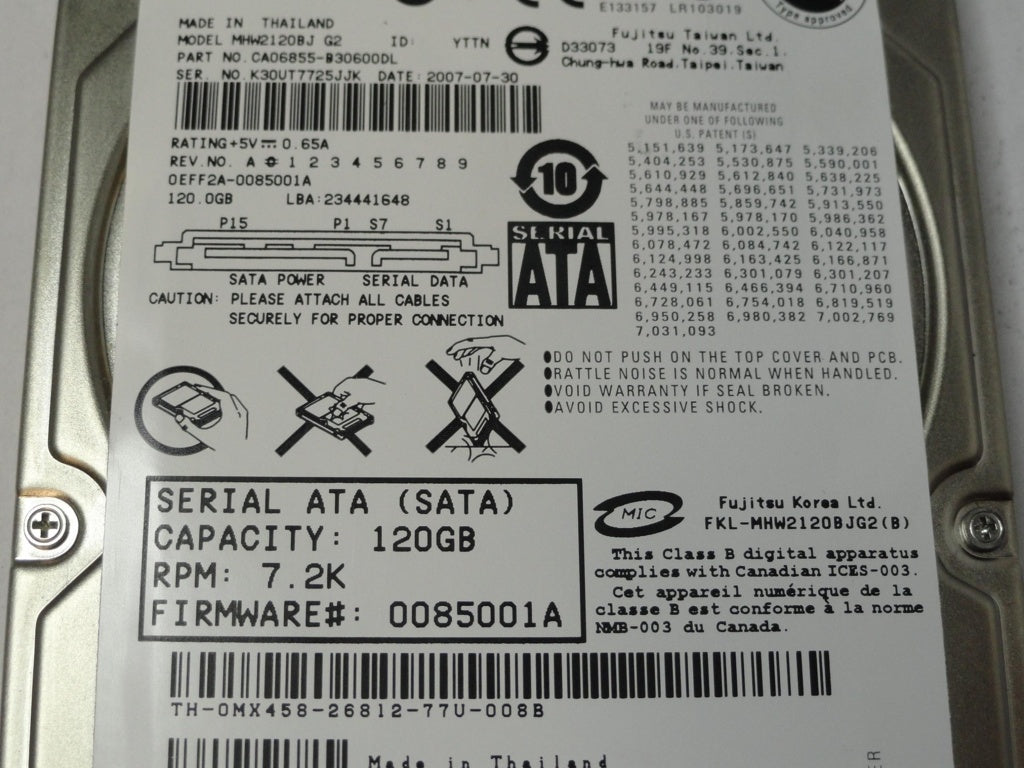 E133157 LR103019
Type approved
MADE IN THAILAND
MODEL MHW2120BJ G2 ID: YTTN
PART NO. CA06855-B30600DL
SER. NO. K30UT7725JJK DATE: 2007-07-30
D33073
Fujitsu Taiwan Ltd.
19F No.39.Sec.1.
Chung-hwa Road.Taipei.Taiwan
RATING+5V⎓ 0.65A
REV.NO. A 1 2 3 4 5 6 7 8 9
0EFF2A-0085001A
120.0GB LBA:234441648
P15 P1 S7 S1
SATA POWER SERIAL DATA
CAUTION: PLEASE ATTACH ALL CABLES
SECURELY FOR PROPER CONNECTION
10
SERIAL
ATA
MAY BE MANUFACTURED
UNDER ONE OF FOLLOWING
U.S. PATENT(S)
5,151,639 5,173,647 5,339,206
5,404,253 5,530,875 5,590,001
5,610,929 5,612,840 5,638,225
5,644,448 5,696,651 5,731,973
5,798,885 5,859,742 5,913,550
5,978,167 5,978,170 5,986,362
5,995,318 6,002,550 6,040,958
6,078,472 6,084,742 6,122,117
6,124,998 6,163,425 6,166,871
6,243,233 6,301,079 6,301,207
6,449,115 6,466,394 6,710,960
6,728,061 6,754,018 6,819,519
6,950,258 6,980,382 7,002,769
7,031,093
●DO NOT PUSH ON THE TOP COVER AND PCB.
●RATTLE NOISE IS NORMAL WHEN HANDLED.
●VOID WARRANTY IF SEAL BROKEN.
●AVOID EXCESSIVE SHOCK.
SERIAL ATA (SATA)
CAPACITY: 120GB
RPM: 7.2K
FIRMWARE#: 0085001A
MIC
Fujitsu Korea Ltd.
FKL-MHW2120BJG2(B)
This Class B digital apparatus
complies with Canadian ICES-003.
Cet appareil numérique de la
classe B est conforme à la norme
NMB-003 du Canada.
TH-0MX458-26812-77U-008B
Made in Thailand